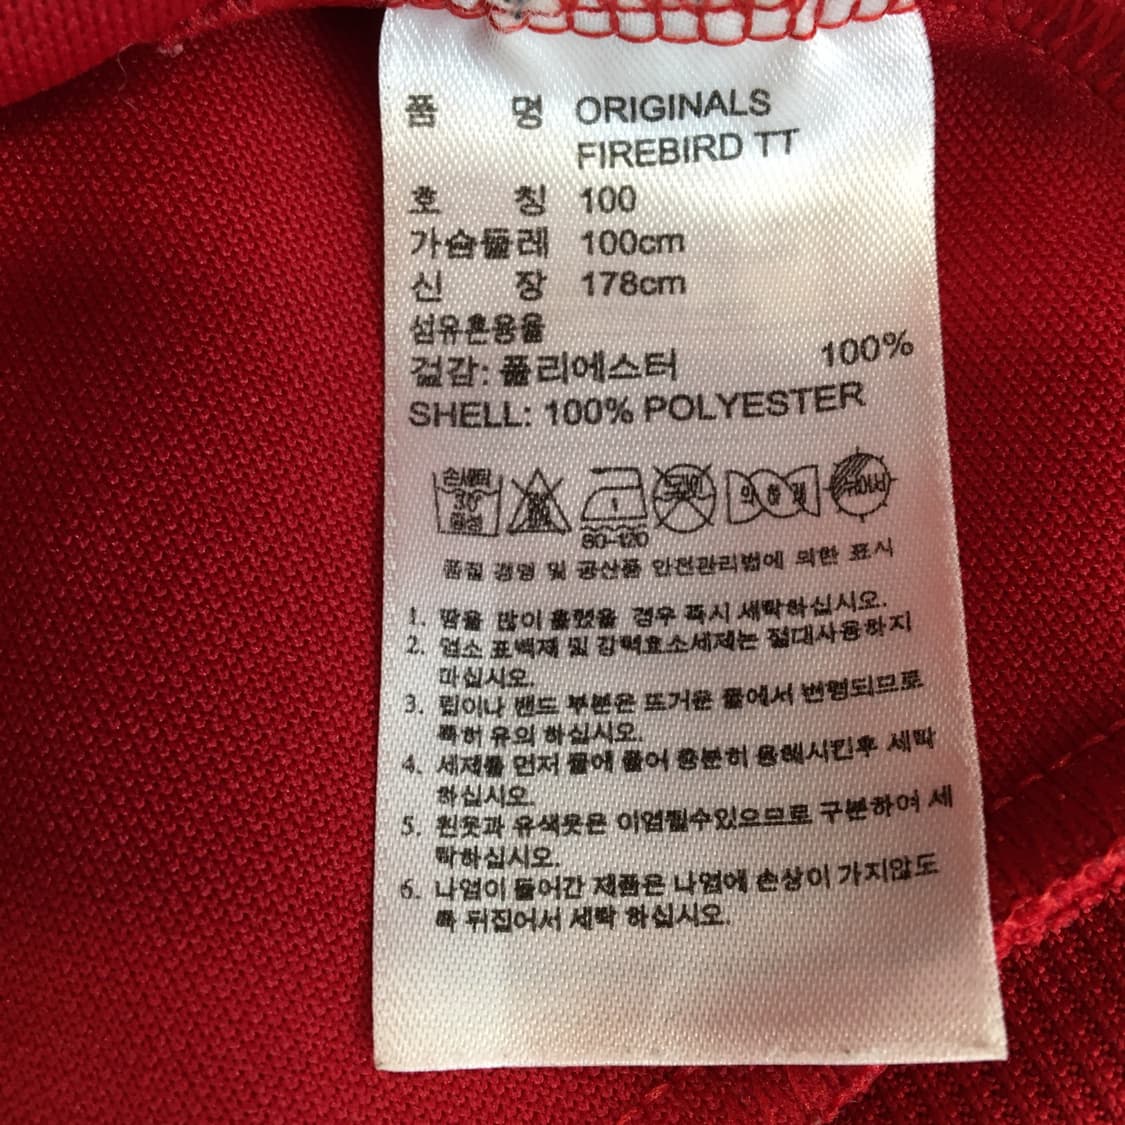 품 명 ORIGINALS
FIREBIRD TT
호 칭 100
가슴둘레 100cm
신 장 178cm
섬유혼용율
겉감: 폴리에스터 100%
SHELL: 100% POLYESTER
손세탁 30° 중성
80-120
품질 경영 및 공산품 안전관리법에 의한 표시
1. 땀을 많이 흘렸을 경우 즉시 세탁하십시오.
2. 염소 표백제 및 강력효소세제는 절대사용하지
마십시오.
3. 립이나 밴드 부분은 뜨거운 물에서 변형되므로
특히 유의 하십시오.
4. 세제를 먼저 물에 풀어 충분히 용해시킨후 세탁
하십시오.
5. 흰옷과 유색옷은 이염될수있으므로 구분하여 세
탁하십시오.
6. 나염이 들어간 제품은 나염에 손상이 가지않도
록 뒤집어서 세탁 하십시오.